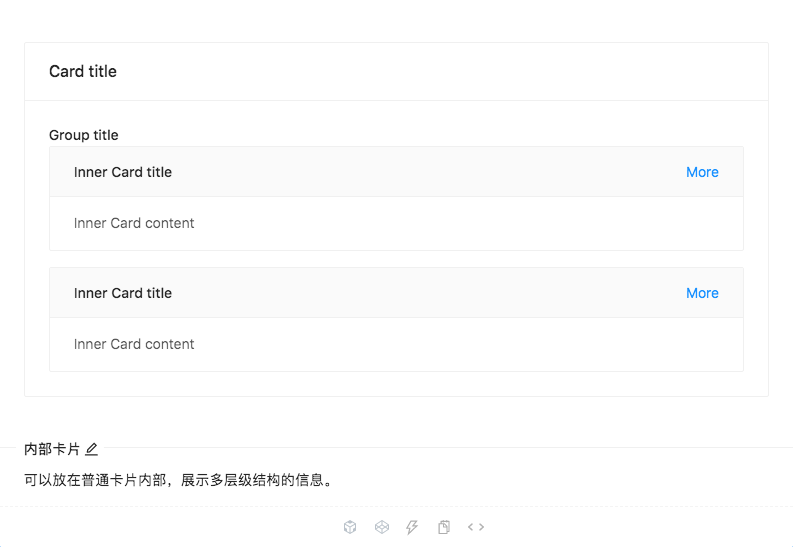 Card title
Group title
Inner Card title More
Inner Card content
Inner Card title More
Inner Card content
内部卡片
可以放在普通卡片内部，展示多层级结构的信息。